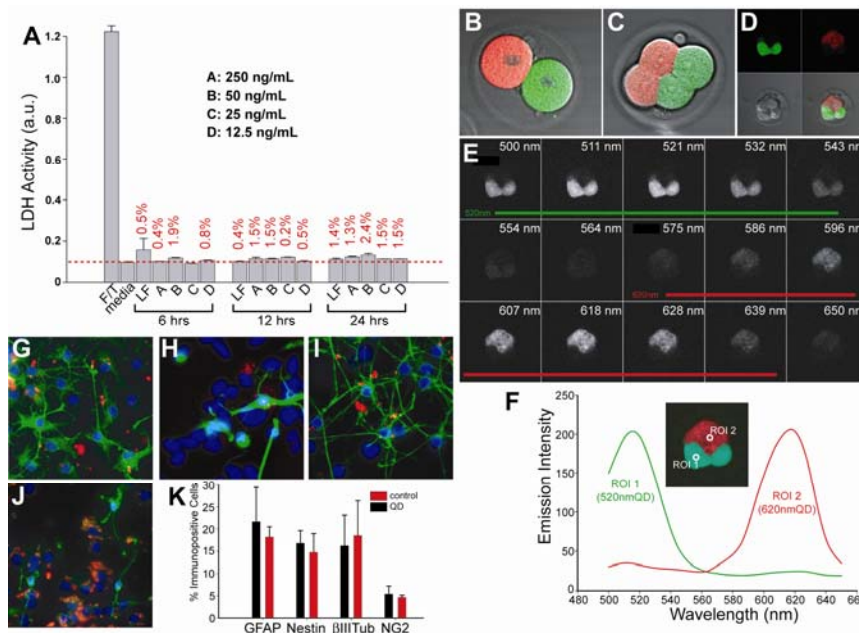 A
LDH Activity (a.u.)
1.2
1.0
0.8
0.6
0.4
0.2
0
A: 250 ng/mL
B: 50 ng/mL
C: 25 ng/mL
D: 12.5 ng/mL
0.5%
0.4%
1.9%
0.8%
0.4%
1.5%
1.5%
0.2%
0.5%
1.4%
1.3%
2.4%
1.5%
1.5%
F/T
media
LF
A
B
C
D
LF
A
B
C
D
LF
A
B
C
D
6 hrs
12 hrs
24 hrs
B
C
D
E
500 nm
511 nm
521 nm
532 nm
543 nm
520nm
554 nm
564 nm
575 nm
586 nm
596 nm
620nm
607 nm
618 nm
628 nm
639 nm
650 nm
F
Emission Intensity
250
200
150
100
50
0
ROI 1
(520nmQD)
ROI 2
ROI 1
ROI 2
(620nmQD)
480 500 520 540 560 580 600 620 640
Wavelength (nm)
G
H
I
J
K
% Immunopositive Cells
35
30
25
20
15
10
5
0
control
QD
GFAP Nestin βIIITub NG2